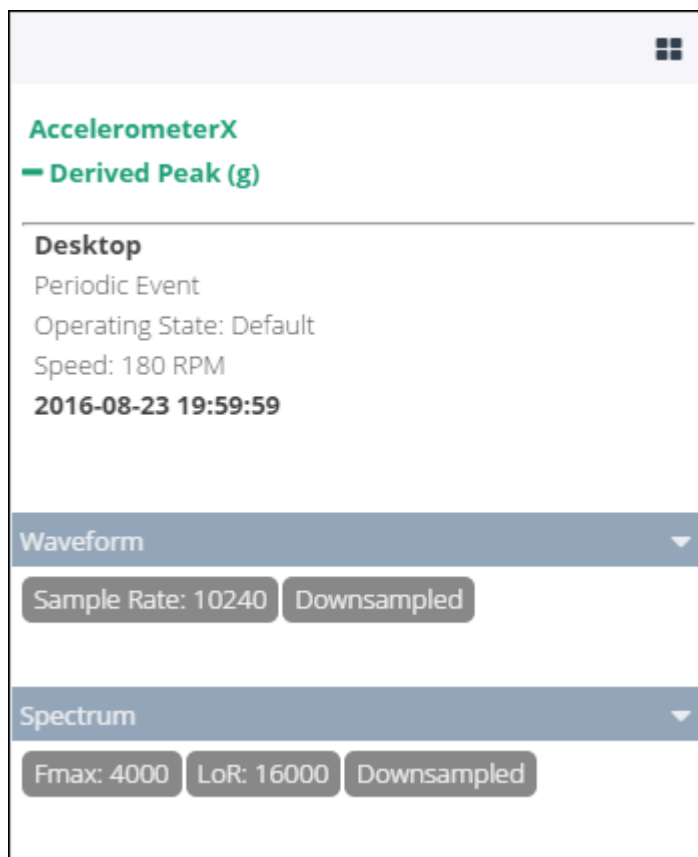 AccelerometerX
Derived Peak (g)
Desktop
Periodic Event
Operating State: Default
Speed: 180 RPM
2016-08-23 19:59:59
Waveform
Sample Rate: 10240 Downsampled
Spectrum
Fmax: 4000 LoR: 16000 Downsampled